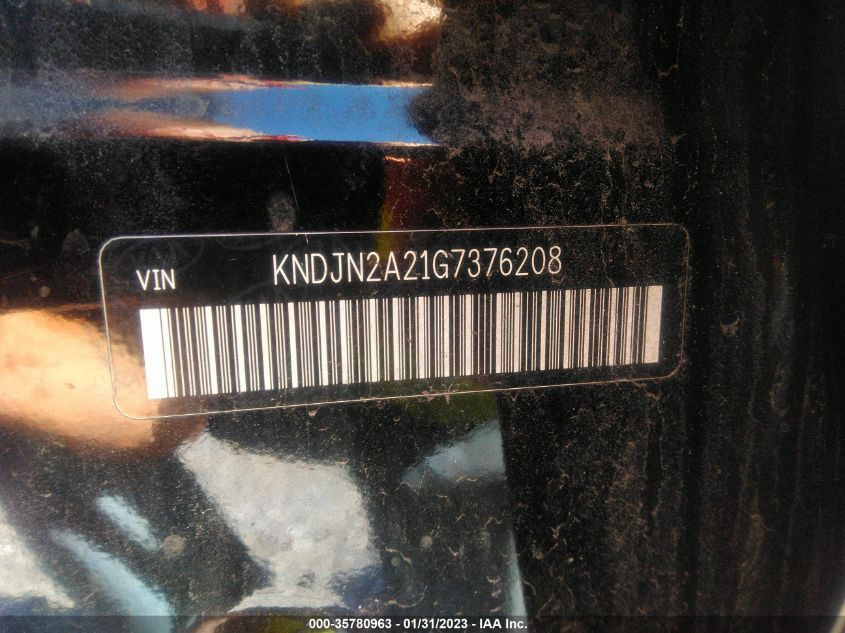 VIN KNDJN2A21G7376208
000-35780963 - 01/31/2023 - IAA Inc.